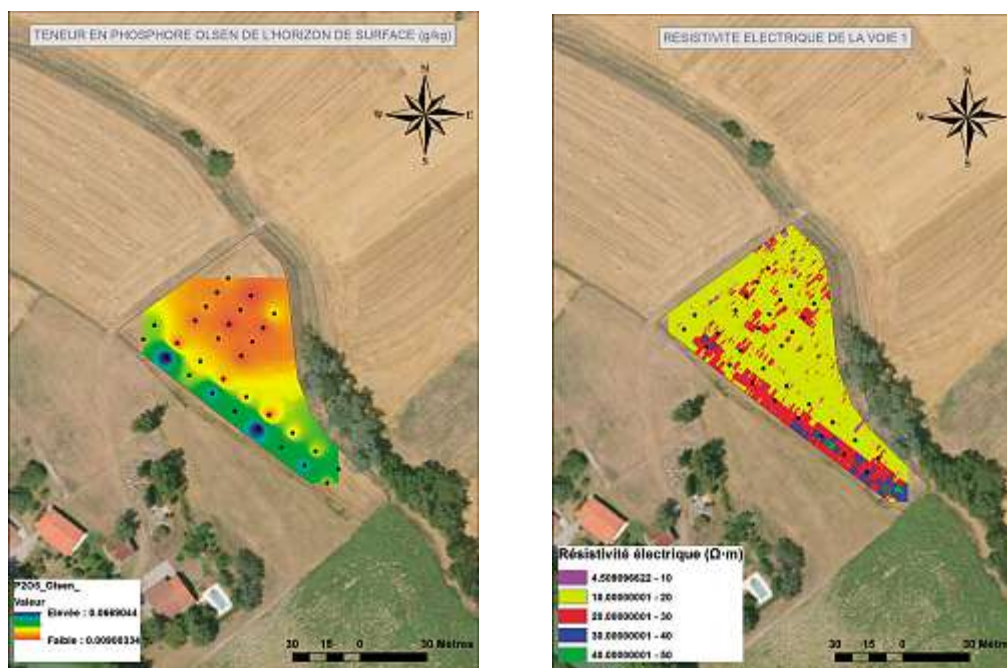 TENEUR EN PHOSPHORE OLSEN DE L'HORIZON DE SURFACE (g/kg)
N
W E
S
P2O5_Olsen_
Valeur
Elevée : 0.0669044
Faible :
30 15 0 30 Mètres
RESISTIVITE ELECTRIQUE DE LA VOIE 1
N
W
S
Résistivité électrique (Ω·m)
4.509096622 - 10
10.00000001 - 20
20.00000001 - 30
30.00000001 - 40
40.00000001 - 50
30 15 0 30 Mètres